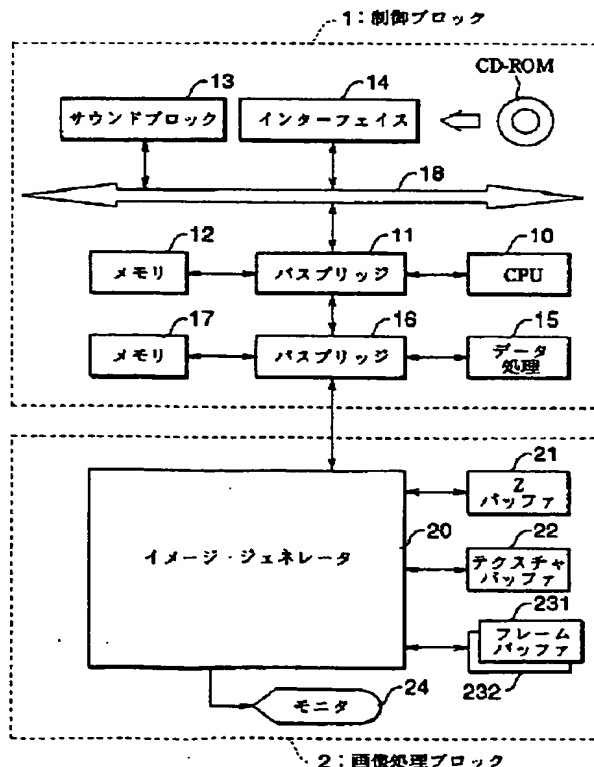 1：制御ブロック
CD-ROM
13
サウンドブロック
14
インターフェイス
18
12
メモリ
11
バスブリッジ
10
CPU
17
メモリ
16
バスブリッジ
15
データ
処理
20
イメージ・ジェネレータ
21
Z
バッファ
22
テクスチャ
バッファ
231
フレーム
バッファ
232
24
モニタ
2：画像処理ブロック